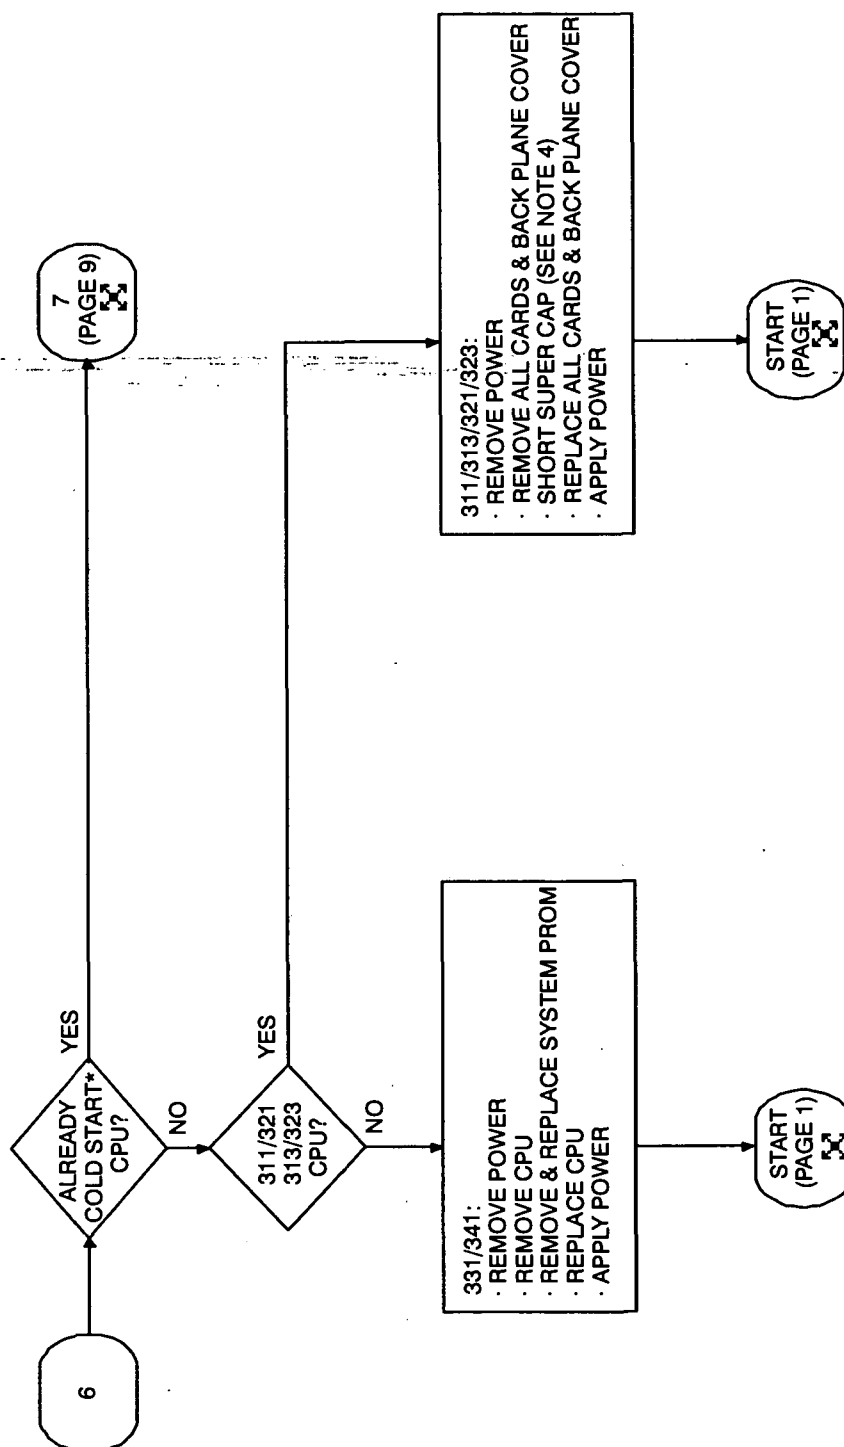 6
ALREADY
COLD START*
CPU?
YES
7
(PAGE 9)
NO
311/321
313/323
CPU?
YES
NO
331/341:
· REMOVE POWER
· REMOVE CPU
· REMOVE & REPLACE SYSTEM PROM
· REPLACE CPU
· APPLY POWER
START
(PAGE 1)
311/313/321/323:
· REMOVE POWER
· REMOVE ALL CARDS & BACK PLANE COVER
· SHORT SUPER CAP (SEE NOTE 4)
· REPLACE ALL CARDS & BACK PLANE COVER
· APPLY POWER
START
(PAGE 1)